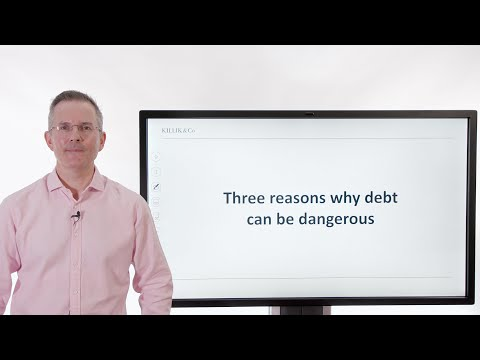 KILLIK & Co
Three reasons why debt
can be dangerous